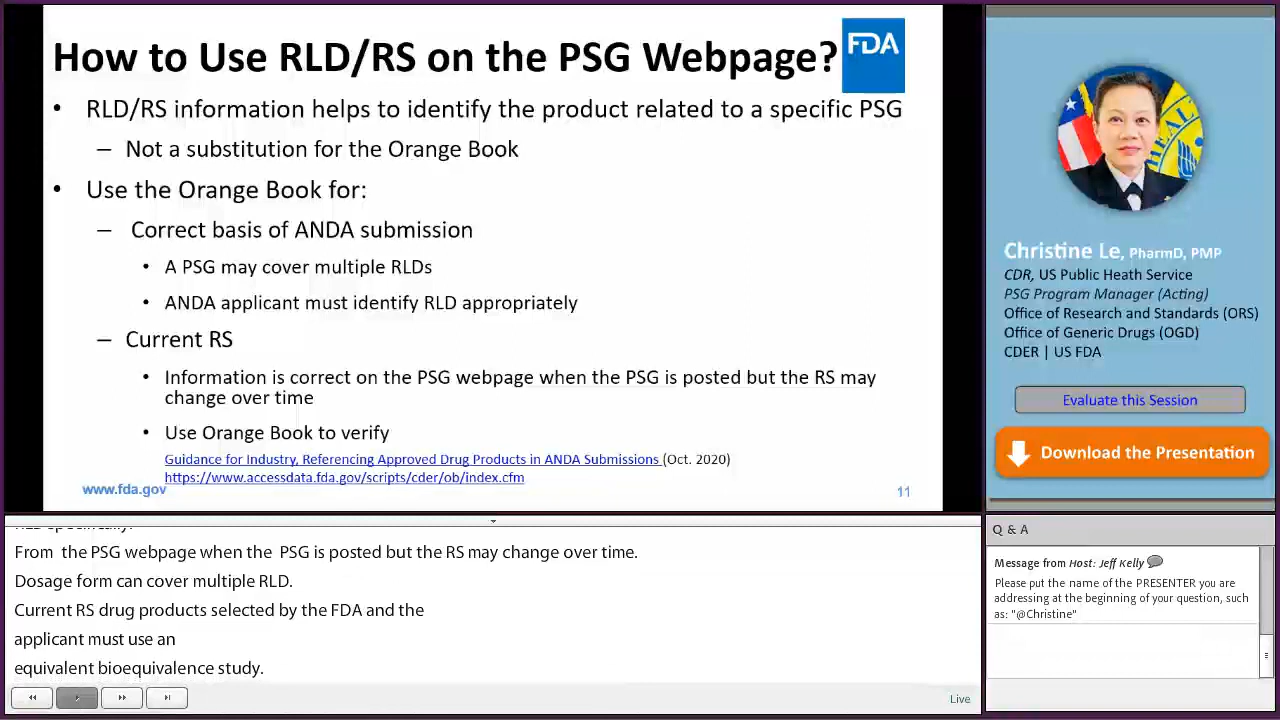 How to Use RLD/RS on the PSG Webpage?
FDA
• RLD/RS information helps to identify the product related to a specific PSG
– Not a substitution for the Orange Book
• Use the Orange Book for:
– Correct basis of ANDA submission
• A PSG may cover multiple RLDs
• ANDA applicant must identify RLD appropriately
– Current RS
• Information is correct on the PSG webpage when the PSG is posted but the RS may
change over time
• Use Orange Book to verify
Guidance for Industry, Referencing Approved Drug Products in ANDA Submissions (Oct. 2020)
https://www.accessdata.fda.gov/scripts/cder/ob/index.cfm
www.fda.gov
11
Christine Le, PharmD, PMP
CDR, US Public Heath Service
PSG Program Manager (Acting)
Office of Research and Standards (ORS)
Office of Generic Drugs (OGD)
CDER | US FDA
Evaluate this Session
Download the Presentation
From the PSG webpage when the PSG is posted but the RS may change over time.
Dosage form can cover multiple RLD.
Current RS drug products selected by the FDA and the
applicant must use an
equivalent bioequivalence study.
Live
Q & A
Message from Host: Jeff Kelly
Please put the name of the PRESENTER you are
addressing at the beginning of your question, such
as: "@Christine"